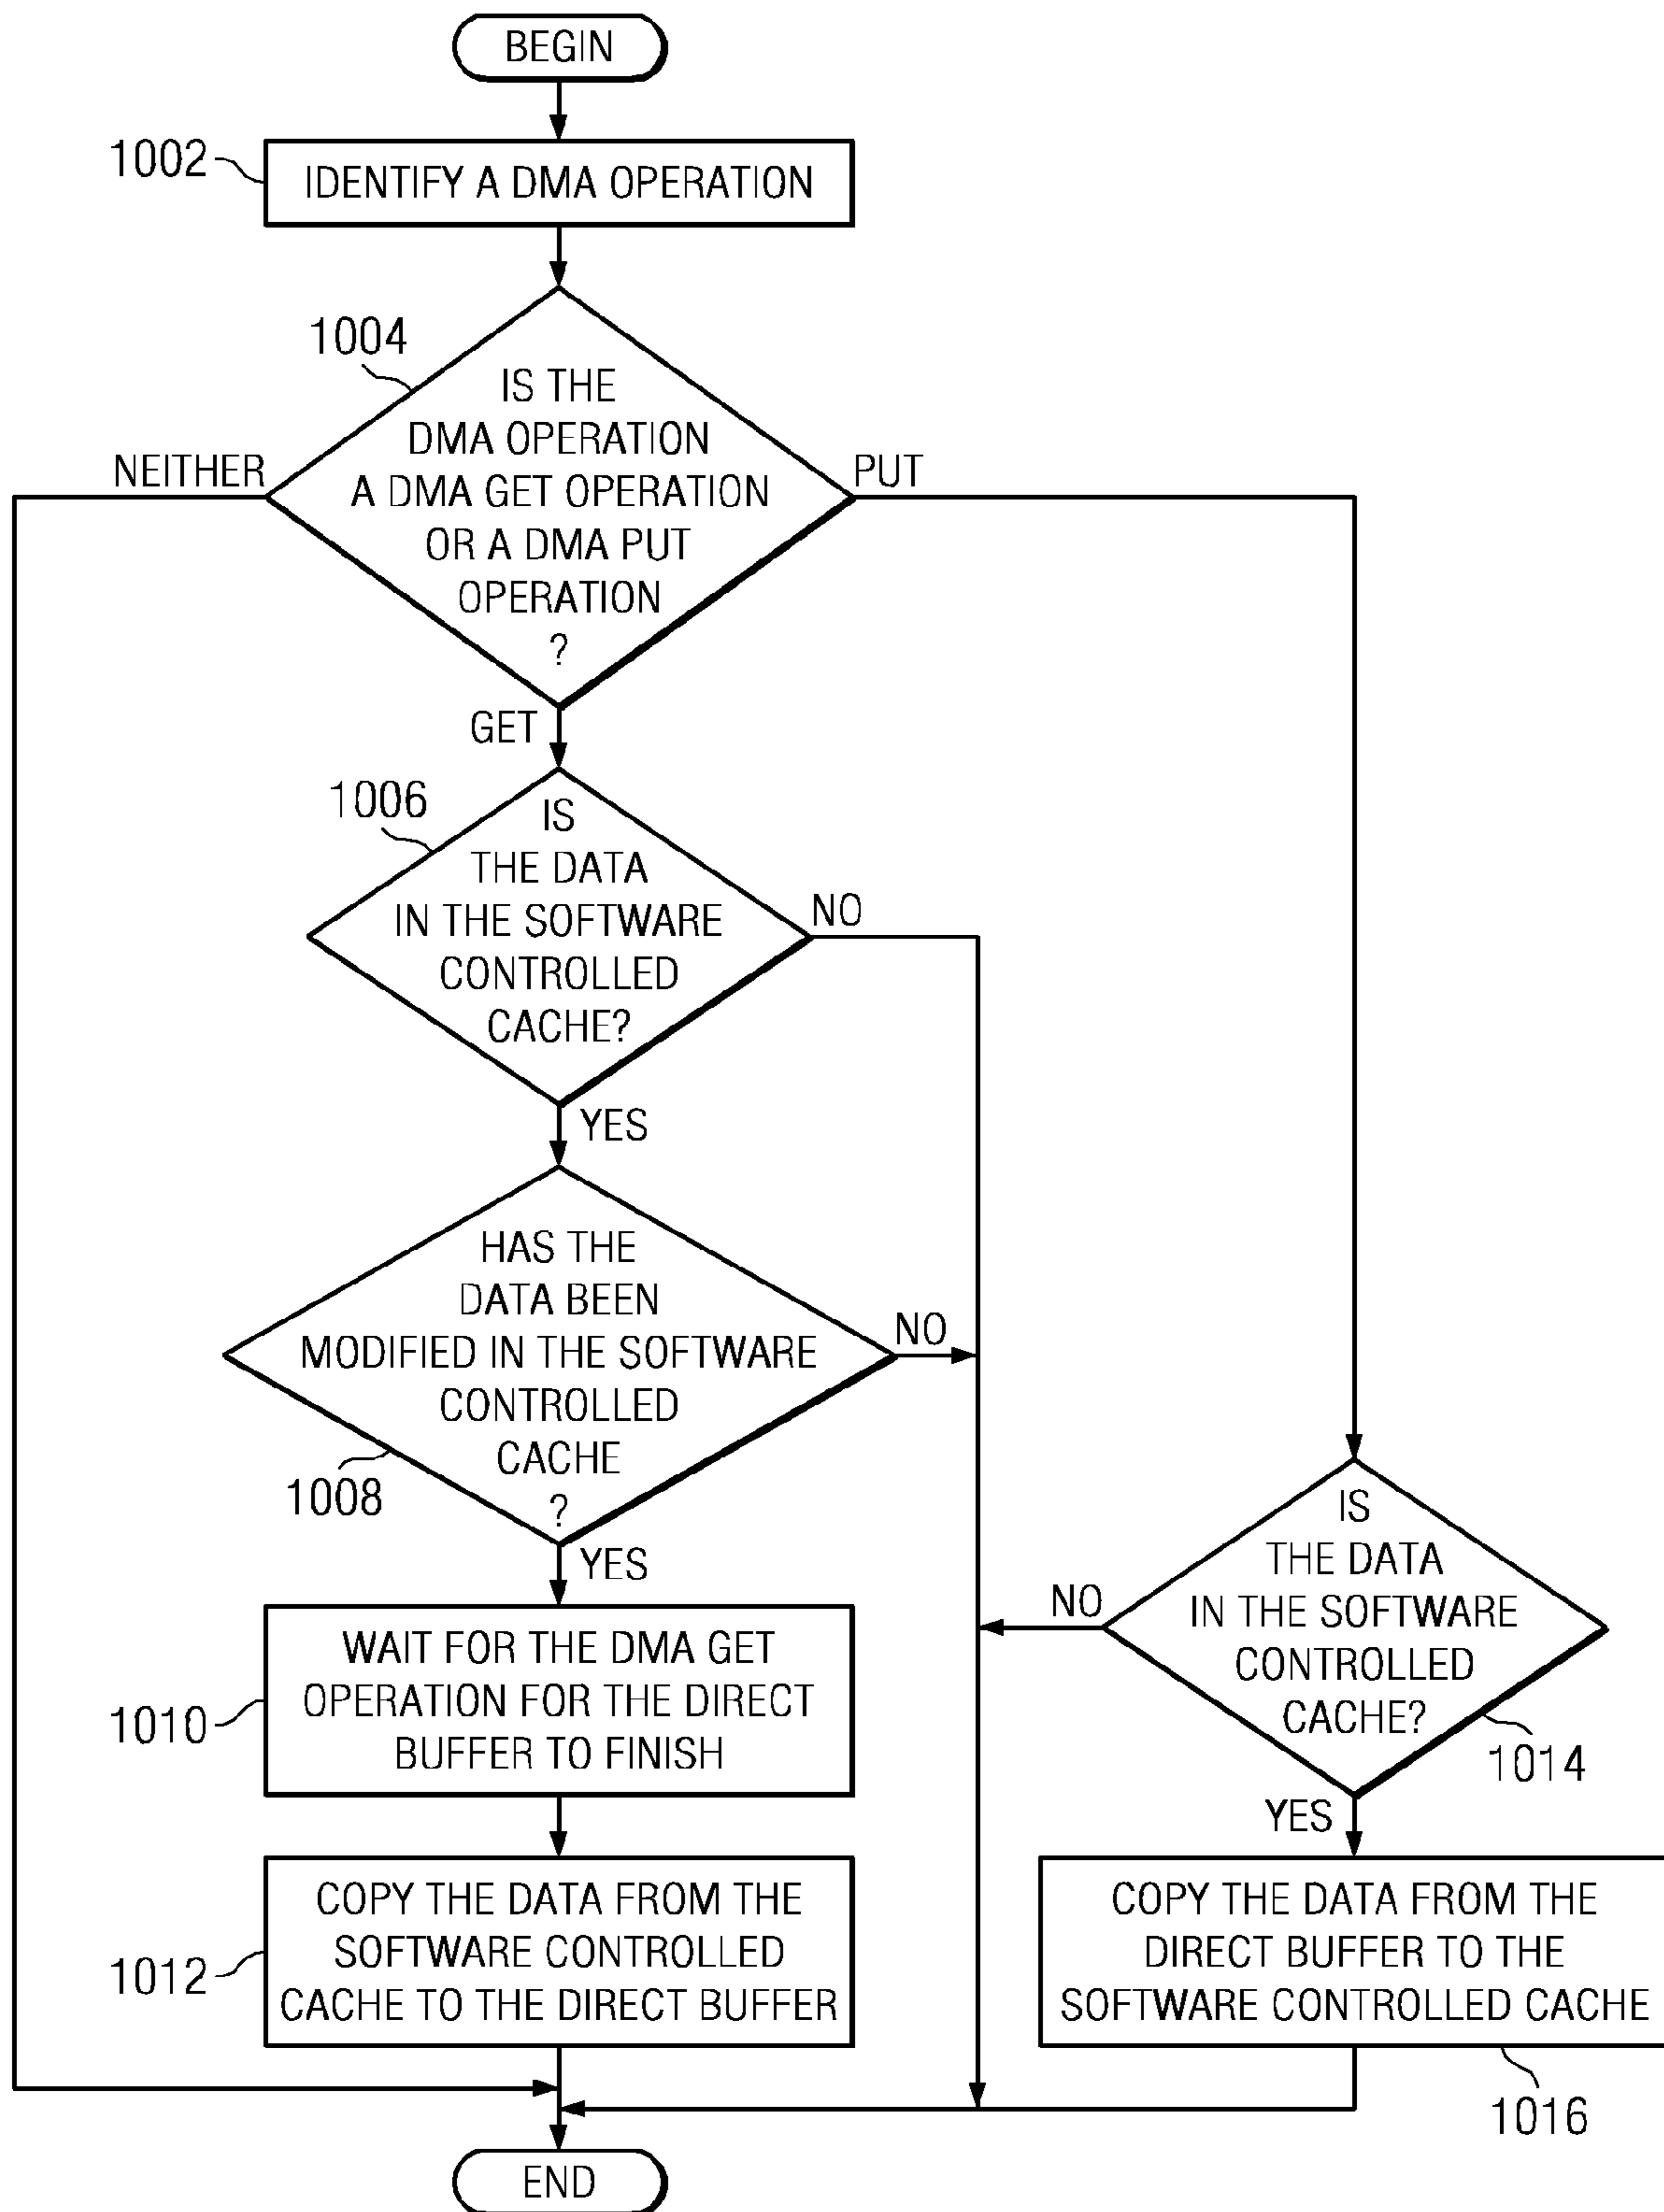 BEGIN
1002
IDENTIFY A DMA OPERATION
1004
IS THE
DMA OPERATION
A DMA GET OPERATION
OR A DMA PUT
OPERATION
?
NEITHER
PUT
GET
1006
IS
THE DATA
IN THE SOFTWARE
CONTROLLED
CACHE?
NO
YES
HAS THE
DATA BEEN
MODIFIED IN THE SOFTWARE
CONTROLLED
CACHE
?
NO
1008
YES
WAIT FOR THE DMA GET
OPERATION FOR THE DIRECT
BUFFER TO FINISH
1010
COPY THE DATA FROM THE
SOFTWARE CONTROLLED
CACHE TO THE DIRECT BUFFER
1012
IS
THE DATA
IN THE SOFTWARE
CONTROLLED
CACHE?
NO
1014
YES
COPY THE DATA FROM THE
DIRECT BUFFER TO THE
SOFTWARE CONTROLLED CACHE
1016
END